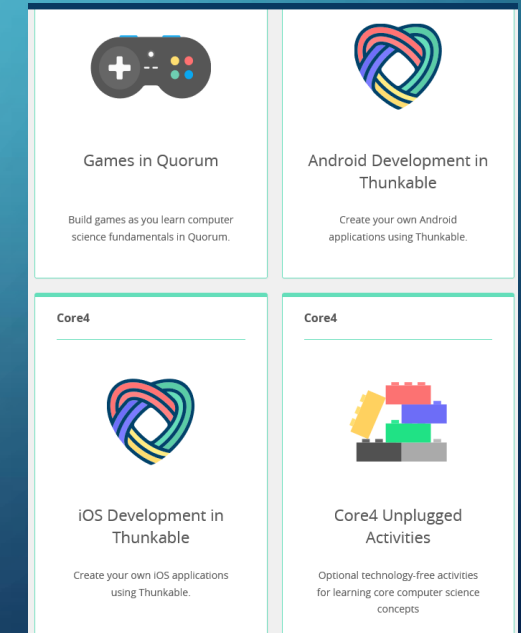 Games in Quorum
Build games as you learn computer
science fundamentals in Quorum.
Android Development in
Thunkable
Create your own Android
applications using Thunkable.
Core4
iOS Development in
Thunkable
Create your own iOS applications
using Thunkable.
Core4
Core4 Unplugged
Activities
Optional technology-free activities
for learning core computer science
concepts